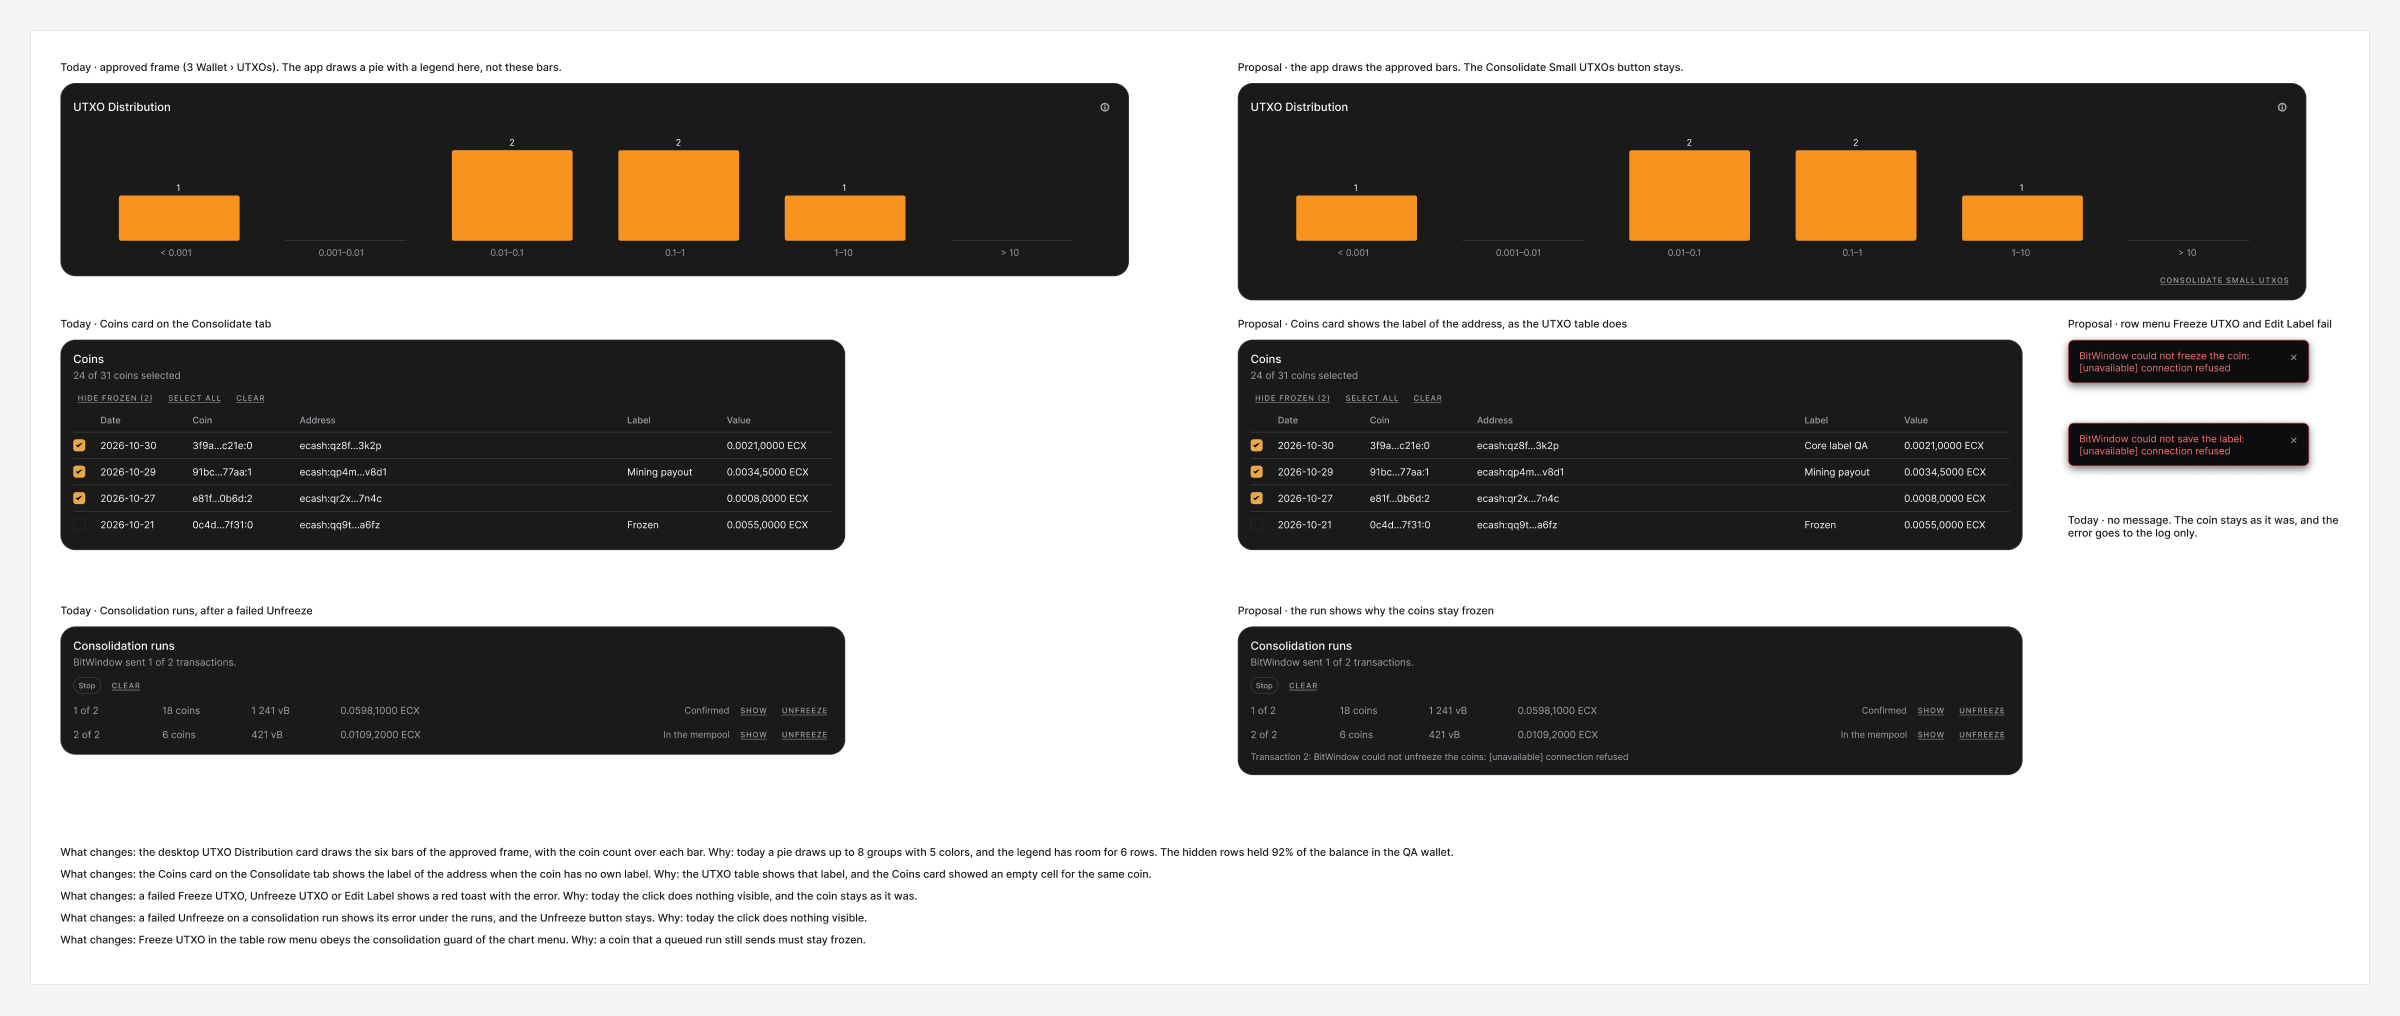 Today · approved frame (3 Wallet › UTXOs). The app draws a pie with a legend here, not these bars.
UTXO Distribution
2
2
1
1
< 0.001
0.001–0.01
0.01–0.1
0.1–1
1–10
> 10
Proposal · the app draws the approved bars. The Consolidate Small UTXOs button stays.
UTXO Distribution
2
2
1
1
< 0.001
0.001–0.01
0.01–0.1
0.1–1
1–10
> 10
CONSOLIDATE SMALL UTXOS
Today · Coins card on the Consolidate tab
Coins
24 of 31 coins selected
HIDE FROZEN (2) SELECT ALL CLEAR
Date Coin Address Label Value
2026-10-30 3f9a...c21e:0 ecash:qz8f...3k2p 0.0021,0000 ECX
2026-10-29 91bc...77aa:1 ecash:qp4m...v8d1 Mining payout 0.0034,5000 ECX
2026-10-27 e81f...0b6d:2 ecash:qr2x...7n4c 0.0008,0000 ECX
2026-10-21 0c4d...7f31:0 ecash:qq9t...a6fz Frozen 0.0055,0000 ECX
Proposal · Coins card shows the label of the address, as the UTXO table does
Coins
24 of 31 coins selected
HIDE FROZEN (2) SELECT ALL CLEAR
Date Coin Address Label Value
2026-10-30 3f9a...c21e:0 ecash:qz8f...3k2p Core label QA 0.0021,0000 ECX
2026-10-29 91bc...77aa:1 ecash:qp4m...v8d1 Mining payout 0.0034,5000 ECX
2026-10-27 e81f...0b6d:2 ecash:qr2x...7n4c 0.0008,0000 ECX
2026-10-21 0c4d...7f31:0 ecash:qq9t...a6fz Frozen 0.0055,0000 ECX
Proposal · row menu Freeze UTXO and Edit Label fail
BitWindow could not freeze the coin:
[unavailable] connection refused
BitWindow could not save the label:
[unavailable] connection refused
Today · no message. The coin stays as it was, and the
error goes to the log only.
Today · Consolidation runs, after a failed Unfreeze
Consolidation runs
BitWindow sent 1 of 2 transactions.
Stop CLEAR
1 of 2 18 coins 1 241 vB 0.0598,1000 ECX Confirmed SHOW UNFREEZE
2 of 2 6 coins 421 vB 0.0109,2000 ECX In the mempool SHOW UNFREEZE
Proposal · the run shows why the coins stay frozen
Consolidation runs
BitWindow sent 1 of 2 transactions.
Stop CLEAR
1 of 2 18 coins 1 241 vB 0.0598,1000 ECX Confirmed SHOW UNFREEZE
2 of 2 6 coins 421 vB 0.0109,2000 ECX In the mempool SHOW UNFREEZE
Transaction 2: BitWindow could not unfreeze the coins: [unavailable] connection refused
What changes: the desktop UTXO Distribution card draws the six bars of the approved frame, with the coin count over each bar. Why: today a pie draws up to 8 groups with 5 colors, and the legend has room for 6 rows. The hidden rows held 92% of the balance in the QA wallet.
What changes: the Coins card on the Consolidate tab shows the label of the address when the coin has no own label. Why: the UTXO table shows that label, and the Coins card showed an empty cell for the same coin.
What changes: a failed Freeze UTXO, Unfreeze UTXO or Edit Label shows a red toast with the error. Why: today the click does nothing visible, and the coin stays as it was.
What changes: a failed Unfreeze on a consolidation run shows its error under the runs, and the Unfreeze button stays. Why: today the click does nothing visible.
What changes: Freeze UTXO in the table row menu obeys the consolidation guard of the chart menu. Why: a coin that a queued run still sends must stay frozen.